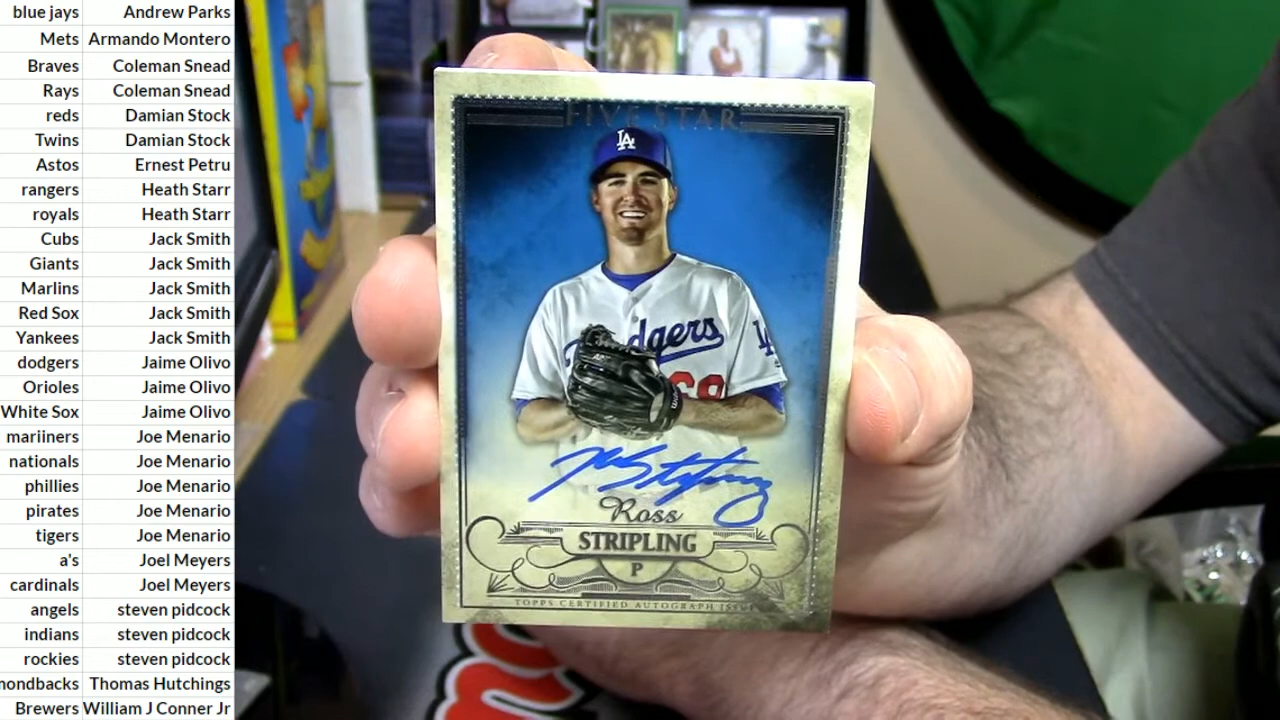 blue jays Andrew Parks
Mets Armando Montero
Braves Coleman Snead
Rays Coleman Snead
reds Damian Stock
Twins Damian Stock
Astos Ernest Petru
rangers Heath Starr
royals Heath Starr
Cubs Jack Smith
Giants Jack Smith
Marlins Jack Smith
Red Sox Jack Smith
Yankees Jack Smith
dodgers Jaime Olivo
Orioles Jaime Olivo
White Sox Jaime Olivo
mariiners Joe Menario
nationals Joe Menario
phillies Joe Menario
pirates Joe Menario
tigers Joe Menario
a's Joel Meyers
cardinals Joel Meyers
angels steven pidcock
indians steven pidcock
rockies steven pidcock
mondbacks Thomas Hutchings
Brewers William J Conner Jr
FIVE STAR
LA
Dodgers
LA
Ross
STRIPLING
P
TOPPS CERTIFIED AUTOGRAPH ISSUE